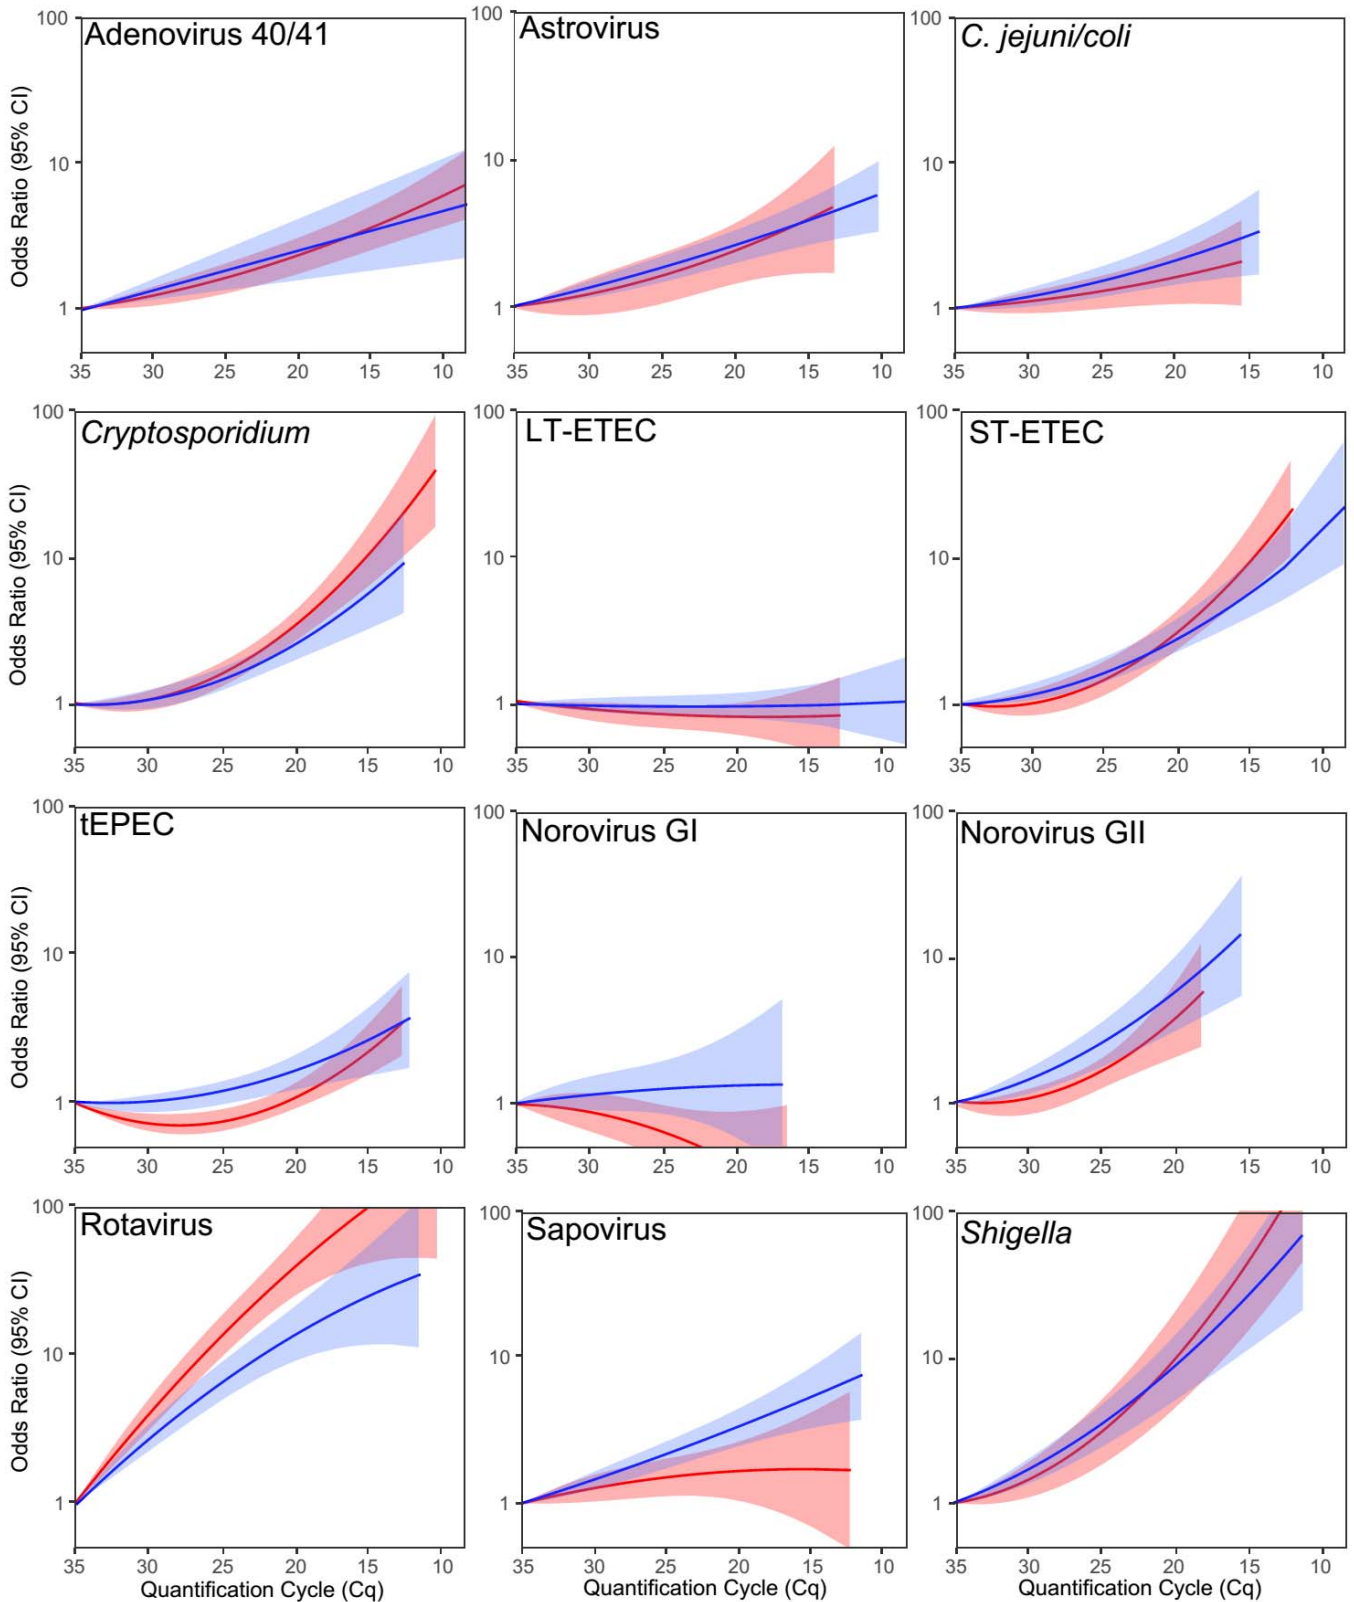 Adenovirus 40/41
Astrovirus
C. jejuni/coli
Odds Ratio (95% CI)
100
10
1
35 30 25 20 15 10
100
10
1
35 30 25 20 15 10
100
10
1
35 30 25 20 15 10
Cryptosporidium
LT-ETEC
ST-ETEC
Odds Ratio (95% CI)
100
10
1
35 30 25 20 15 10
100
10
1
35 30 25 20 15 10
100
10
1
35 30 25 20 15 10
tEPEC
Norovirus GI
Norovirus GII
Odds Ratio (95% CI)
100
10
1
35 30 25 20 15 10
100
10
1
35 30 25 20 15 10
100
10
1
35 30 25 20 15 10
Rotavirus
Sapovirus
Shigella
Odds Ratio (95% CI)
100
10
1
35 30 25 20 15 10
Quantification Cycle (Cq)
100
10
1
35 30 25 20 15 10
Quantification Cycle (Cq)
100
10
1
35 30 25 20 15 10
Quantification Cycle (Cq)